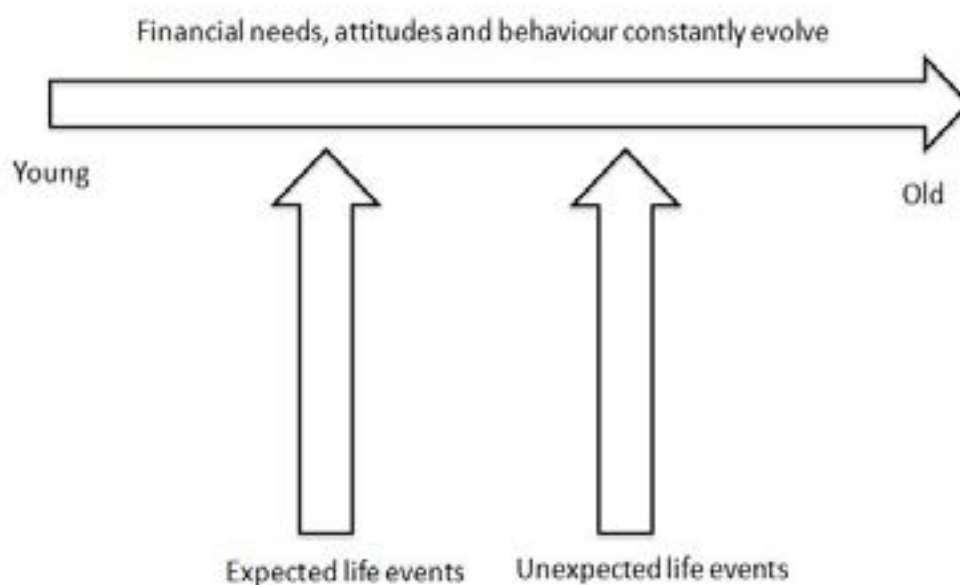 Financial needs, attitudes and behaviour constantly evolve
Young
Old
Expected life events
Unexpected life events